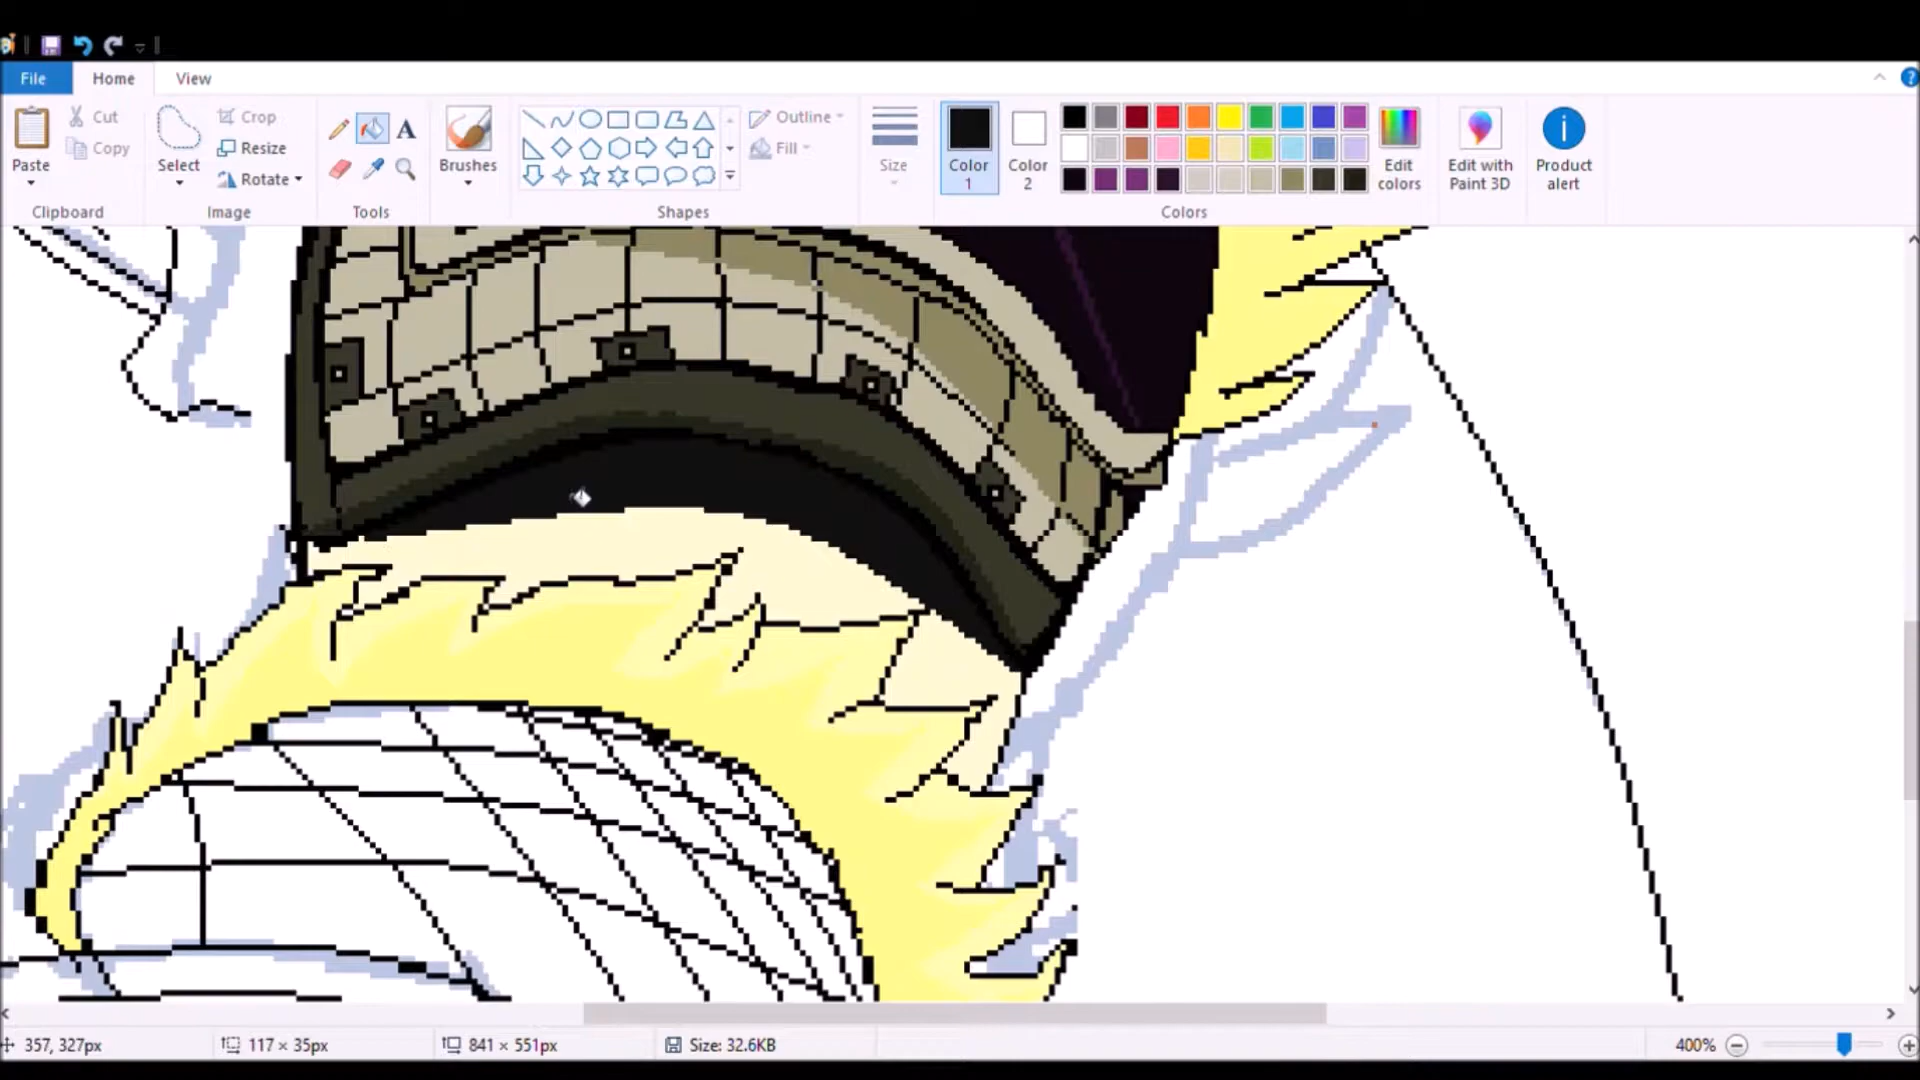 File Home View
Paste
Cut
Copy
Clipboard
Select
Crop
Resize
Rotate
Image
A
Tools
Brushes
Outline
Fill
Shapes
Size
Color
1
Color
2
Edit
colors
Colors
Edit with
Paint 3D
Product
alert
357, 327px 117 × 35px 841 × 551px Size: 32.6KB 400%